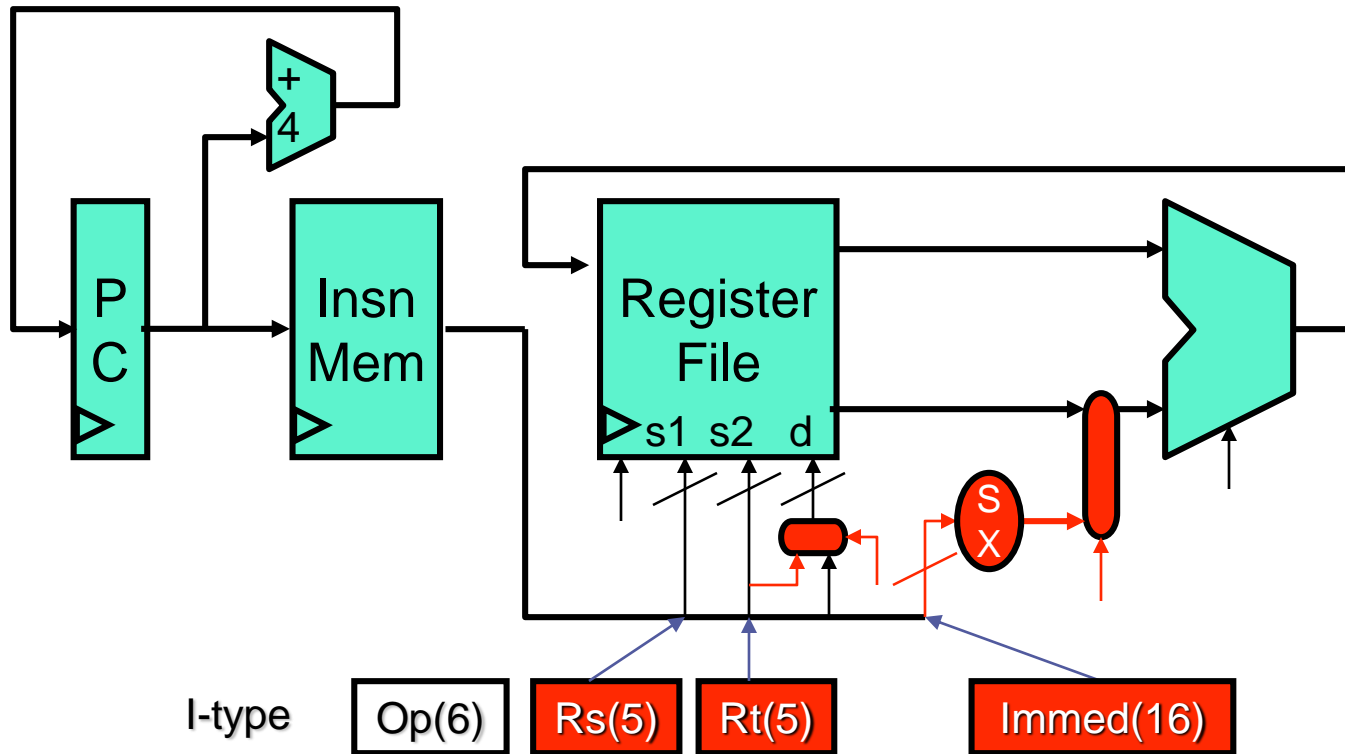 +
4
P
C
Insn
Mem
Register
File
s1 s2 d
S
X
I-type Op(6) Rs(5) Rt(5) Immed(16)